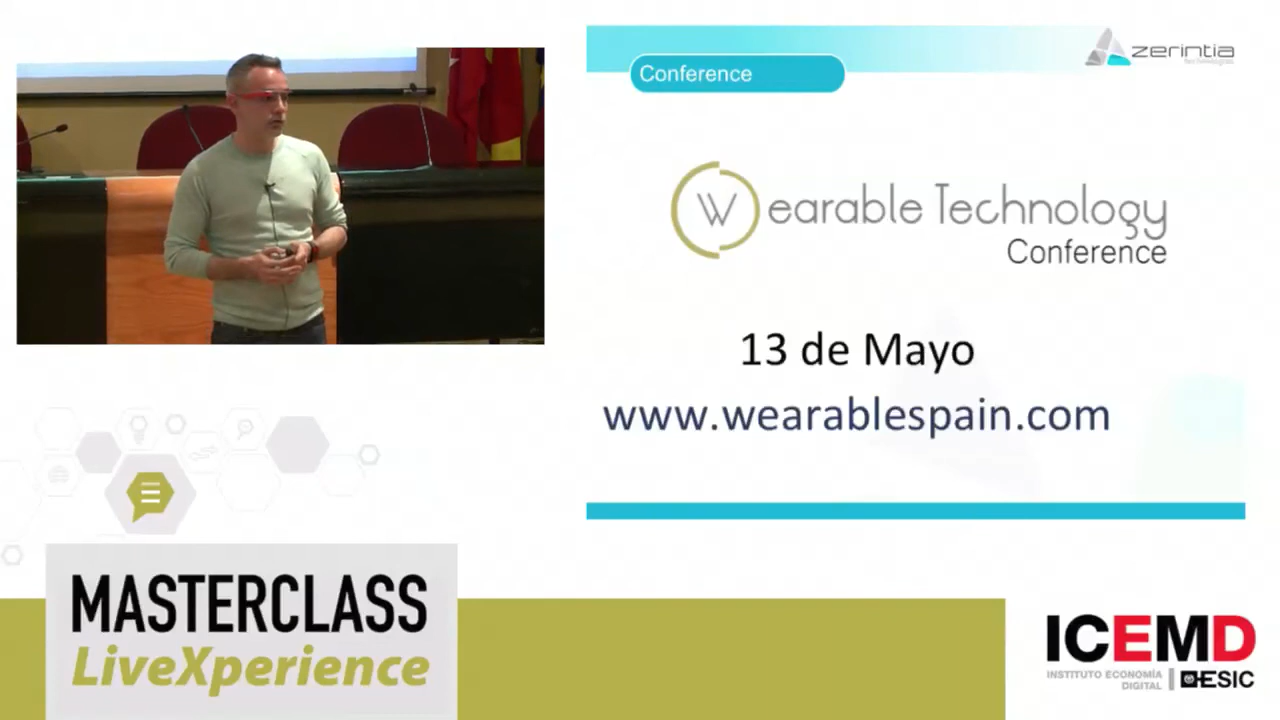 Conference
zerintia
Wearable Technology
Conference
13 de Mayo
www.wearablespain.com
MASTERCLASS
LiveXperience
ICEMD
INSTITUTO ECONOMÍA
DIGITAL
ESIC